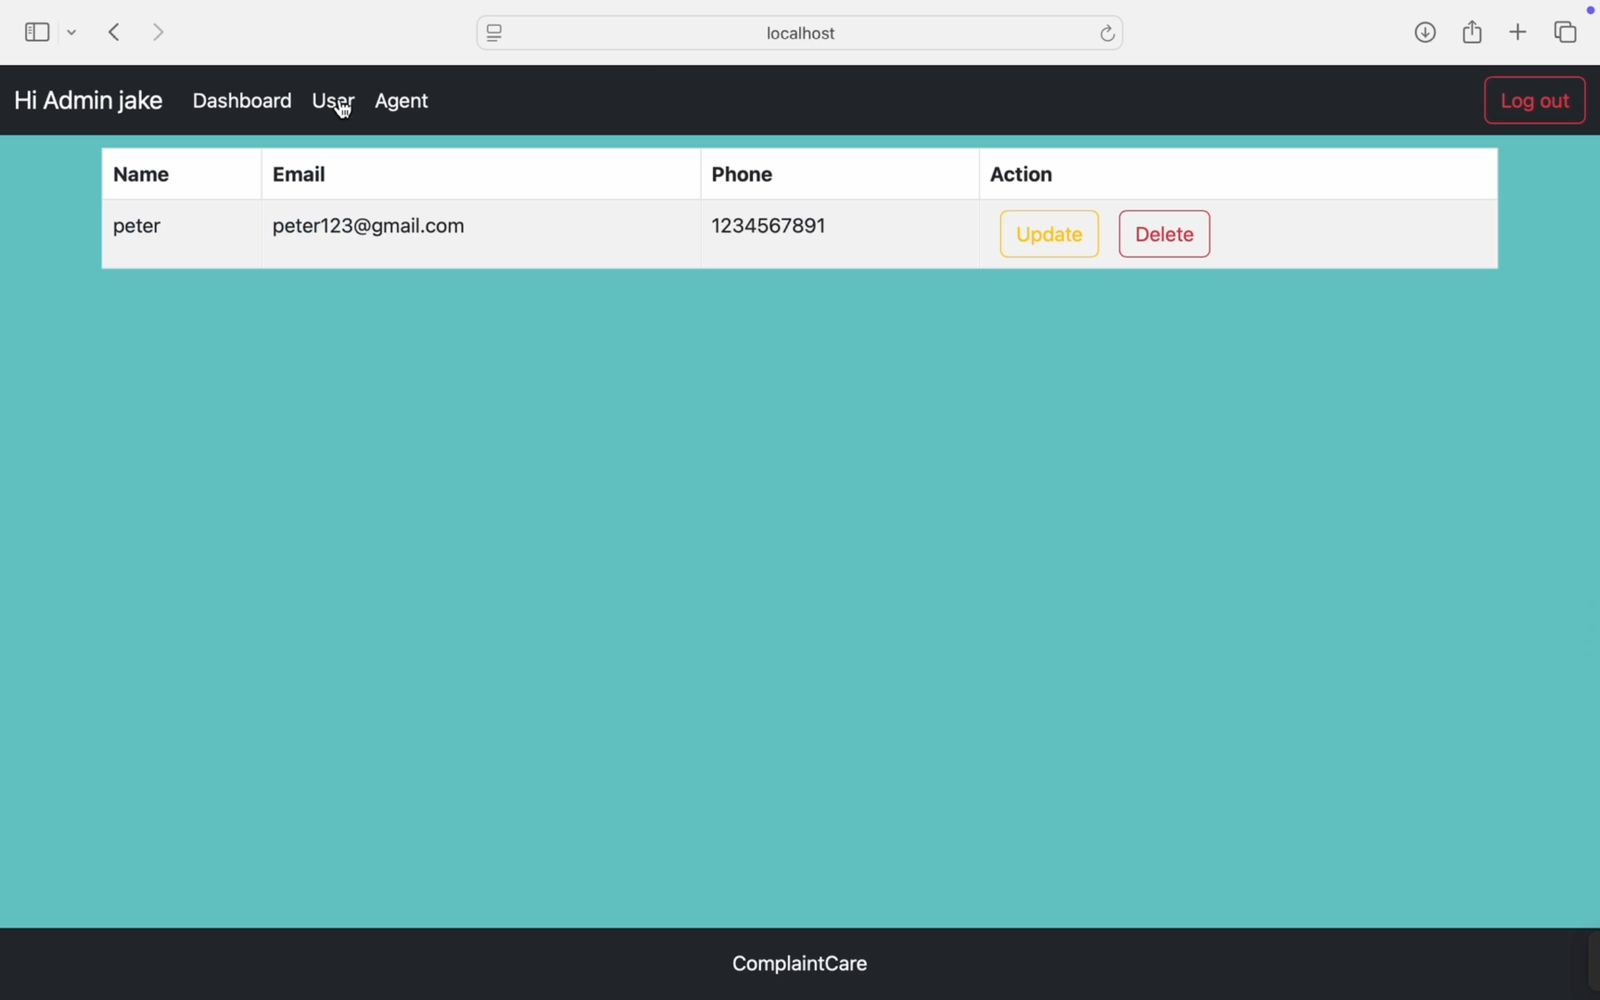 localhost
Hi Admin jake Dashboard User Agent Log out
Name Email Phone Action
peter peter123@gmail.com 1234567891 Update Delete
ComplaintCare